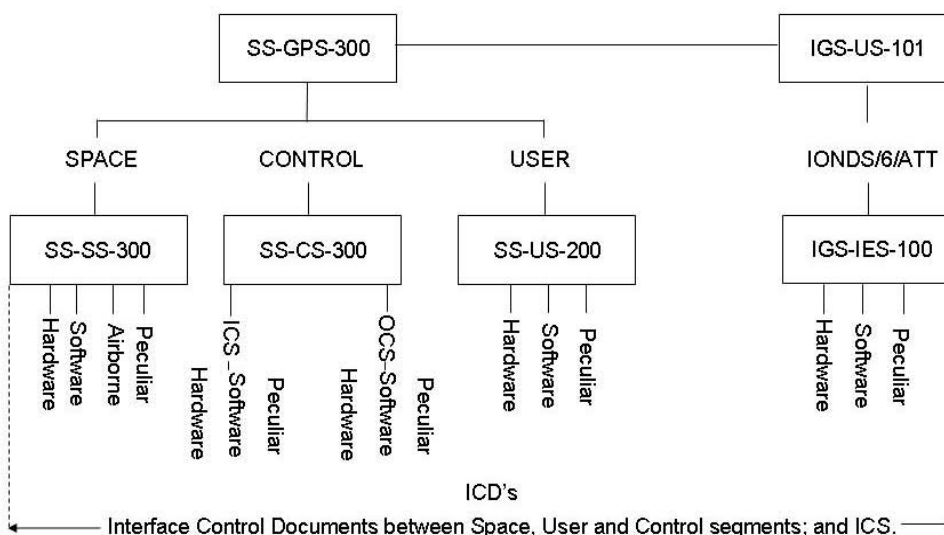 SS-GPS-300
IGS-US-101
SPACE
CONTROL
USER
IONDS/6/ATT
SS-SS-300
SS-CS-300
SS-US-200
IGS-IES-100
Hardware
Software
Airborne
Peculiar
Hardware
ICS-Software
Peculiar
Hardware
OCS-Software
Peculiar
Hardware
Software
Peculiar
Hardware
Software
Peculiar
ICD's
Interface Control Documents between Space, User and Control segments; and ICS.